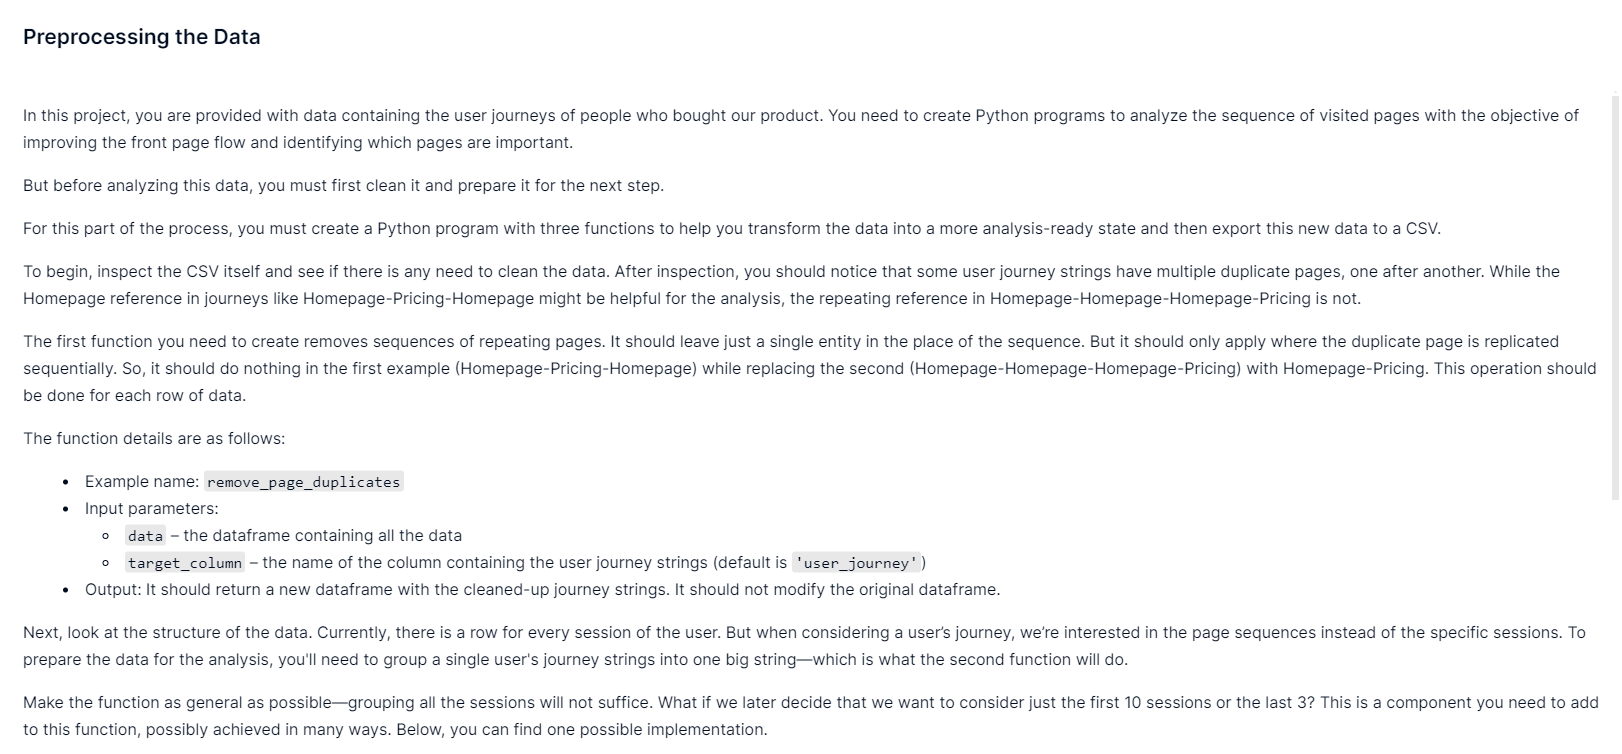 Preprocessing the Data
In this project, you are provided with data containing the user journeys of people who bought our product. You need to create Python programs to analyze the sequence of visited pages with the objective of
improving the front page flow and identifying which pages are important.
But before analyzing this data, you must first clean it and prepare it for the next step.
For this part of the process, you must create a Python program with three functions to help you transform the data into a more analysis-ready state and then export this new data to a CSV.
To begin, inspect the CSV itself and see if there is any need to clean the data. After inspection, you should notice that some user journey strings have multiple duplicate pages, one after another. While the
Homepage reference in journeys like Homepage-Pricing-Homepage might be helpful for the analysis, the repeating reference in Homepage-Homepage-Homepage-Pricing is not.
The first function you need to create removes sequences of repeating pages. It should leave just a single entity in the place of the sequence. But it should only apply where the duplicate page is replicated
sequentially. So, it should do nothing in the first example (Homepage-Pricing-Homepage) while replacing the second (Homepage-Homepage-Homepage-Pricing) with Homepage-Pricing. This operation should
be done for each row of data.
The function details are as follows:
• Example name: remove_page_duplicates
• Input parameters:
◦ data – the dataframe containing all the data
◦ target_column – the name of the column containing the user journey strings (default is 'user_journey')
• Output: It should return a new dataframe with the cleaned-up journey strings. It should not modify the original dataframe.
Next, look at the structure of the data. Currently, there is a row for every session of the user. But when considering a user’s journey, we’re interested in the page sequences instead of the specific sessions. To
prepare the data for the analysis, you'll need to group a single user's journey strings into one big string—which is what the second function will do.
Make the function as general as possible—grouping all the sessions will not suffice. What if we later decide that we want to consider just the first 10 sessions or the last 3? This is a component you need to add
to this function, possibly achieved in many ways. Below, you can find one possible implementation.